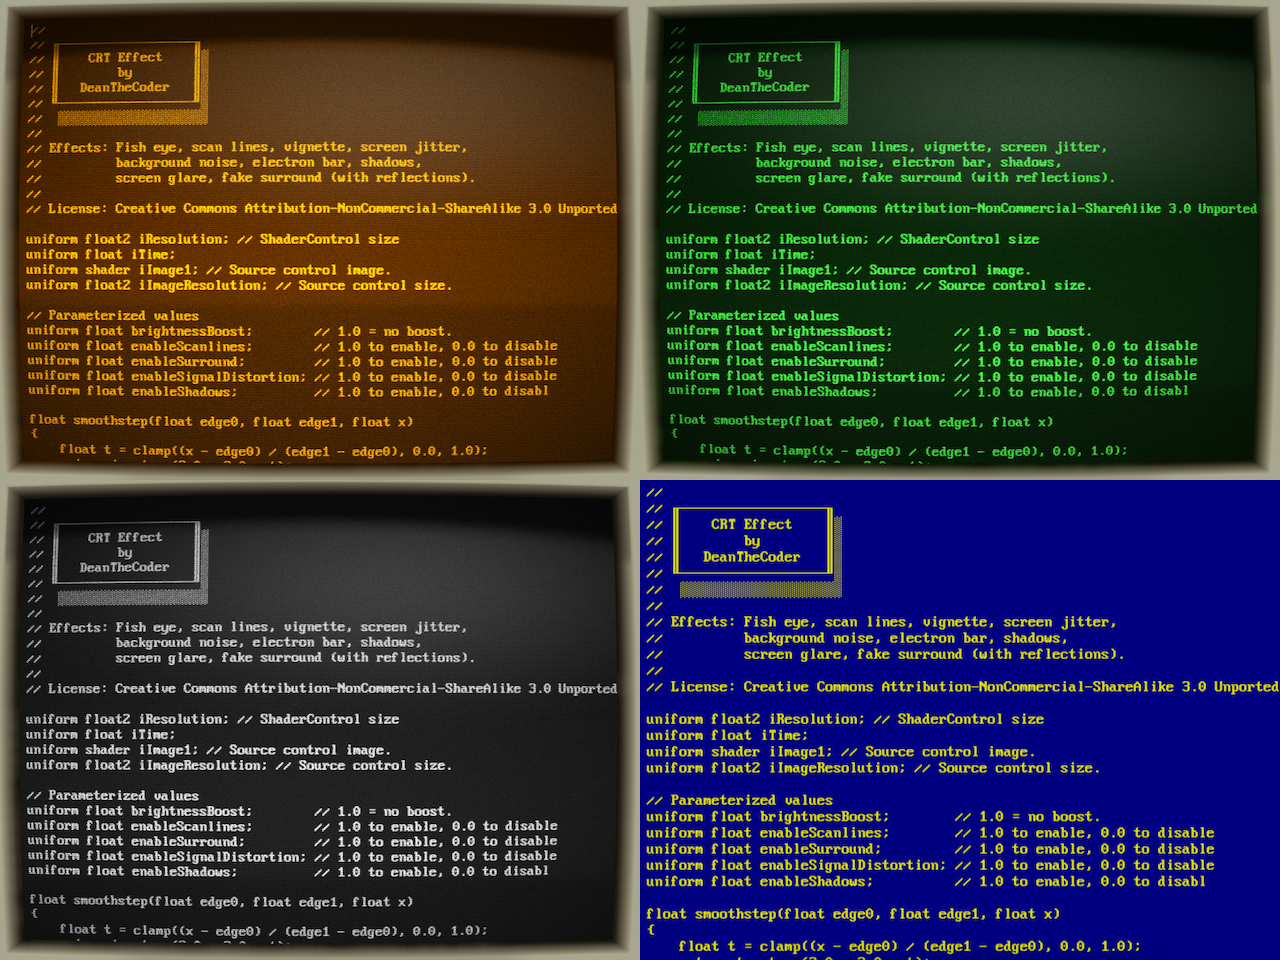 //
// CRT Effect
// by
// DeanTheCoder
//
//
//
//
// Effects: Fish eye, scan lines, vignette, screen jitter,
// background noise, electron bar, shadows,
// screen glare, fake surround (with reflections).
//
// License: Creative Commons Attribution-NonCommercial-ShareAlike 3.0 Unported
uniform float2 iResolution; // ShaderControl size
uniform float iTime;
uniform shader iImage1; // Source control image.
uniform float2 iImageResolution; // Source control size.
// Parameterized values
uniform float brightnessBoost; // 1.0 = no boost.
uniform float enableScanlines; // 1.0 to enable, 0.0 to disable
uniform float enableSurround; // 1.0 to enable, 0.0 to disable
uniform float enableSignalDistortion; // 1.0 to enable, 0.0 to disable
uniform float enableShadows; // 1.0 to enable, 0.0 to disabl
float smoothstep(float edge0, float edge1, float x)
{
float t = clamp((x - edge0) / (edge1 - edge0), 0.0, 1.0);
//
// CRT Effect
// by
// DeanTheCoder
//
//
//
//
// Effects: Fish eye, scan lines, vignette, screen jitter,
// background noise, electron bar, shadows,
// screen glare, fake surround (with reflections).
//
// License: Creative Commons Attribution-NonCommercial-ShareAlike 3.0 Unported
uniform float2 iResolution; // ShaderControl size
uniform float iTime;
uniform shader iImage1; // Source control image.
uniform float2 iImageResolution; // Source control size.
// Parameterized values
uniform float brightnessBoost; // 1.0 = no boost.
uniform float enableScanlines; // 1.0 to enable, 0.0 to disable
uniform float enableSurround; // 1.0 to enable, 0.0 to disable
uniform float enableSignalDistortion; // 1.0 to enable, 0.0 to disable
uniform float enableShadows; // 1.0 to enable, 0.0 to disabl
float smoothstep(float edge0, float edge1, float x)
{
float t = clamp((x - edge0) / (edge1 - edge0), 0.0, 1.0);
//
// CRT Effect
// by
// DeanTheCoder
//
//
//
//
// Effects: Fish eye, scan lines, vignette, screen jitter,
// background noise, electron bar, shadows,
// screen glare, fake surround (with reflections).
//
// License: Creative Commons Attribution-NonCommercial-ShareAlike 3.0 Unported
uniform float2 iResolution; // ShaderControl size
uniform float iTime;
uniform shader iImage1; // Source control image.
uniform float2 iImageResolution; // Source control size.
// Parameterized values
uniform float brightnessBoost; // 1.0 = no boost.
uniform float enableScanlines; // 1.0 to enable, 0.0 to disable
uniform float enableSurround; // 1.0 to enable, 0.0 to disable
uniform float enableSignalDistortion; // 1.0 to enable, 0.0 to disable
uniform float enableShadows; // 1.0 to enable, 0.0 to disabl
float smoothstep(float edge0, float edge1, float x)
{
float t = clamp((x - edge0) / (edge1 - edge0), 0.0, 1.0);
//
// CRT Effect
// by
// DeanTheCoder
//
//
//
//
// Effects: Fish eye, scan lines, vignette, screen jitter,
// background noise, electron bar, shadows,
// screen glare, fake surround (with reflections).
//
// License: Creative Commons Attribution-NonCommercial-ShareAlike 3.0 Unported
uniform float2 iResolution; // ShaderControl size
uniform float iTime;
uniform shader iImage1; // Source control image.
uniform float2 iImageResolution; // Source control size.
// Parameterized values
uniform float brightnessBoost; // 1.0 = no boost.
uniform float enableScanlines; // 1.0 to enable, 0.0 to disable
uniform float enableSurround; // 1.0 to enable, 0.0 to disable
uniform float enableSignalDistortion; // 1.0 to enable, 0.0 to disable
uniform float enableShadows; // 1.0 to enable, 0.0 to disabl
float smoothstep(float edge0, float edge1, float x)
{
float t = clamp((x - edge0) / (edge1 - edge0), 0.0, 1.0);